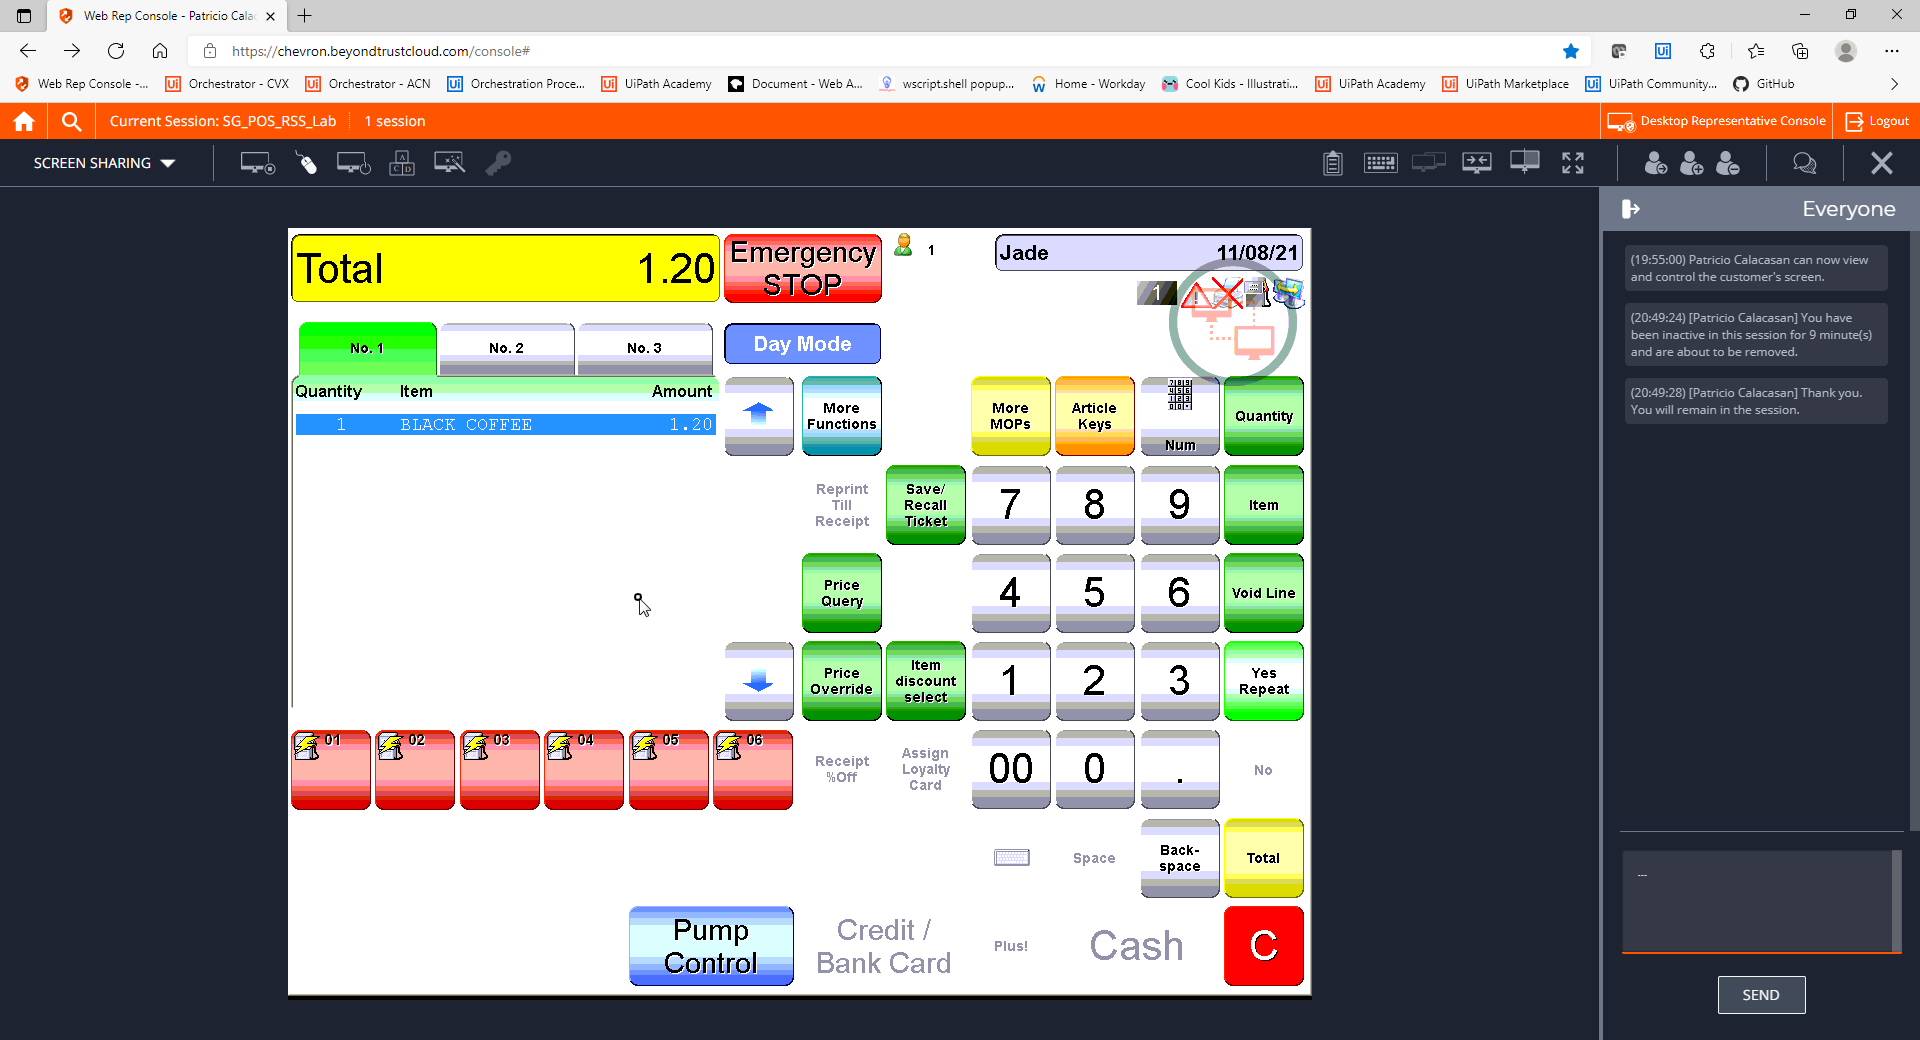 Web Rep Console - Patricio Cala
https://chevron.beyondtrustcloud.com/console#
Web Rep Console -...
Orchestrator - CVX
Orchestrator - ACN
Orchestration Proce...
UiPath Academy
Document - Web A...
wscript.shell popup...
Home - Workday
Cool Kids - Illustrati...
UiPath Academy
UiPath Marketplace
UiPath Community...
GitHub
Current Session: SG_POS_RSS_Lab
1 session
Desktop Representative Console
Logout
SCREEN SHARING
Everyone
(19:55:00) Patricio Calacasan can now view
and control the customer's screen.
(20:49:24) [Patricio Calacasan] You have
been inactive in this session for 9 minute(s)
and are about to be removed.
(20:49:28) [Patricio Calacasan] Thank you.
You will remain in the session.
SEND
Total 1.20
Emergency
STOP
1
Jade 11/08/21
1
No. 1
No. 2
No. 3
Day Mode
Quantity Item Amount
1 BLACK COFFEE 1.20
More
Functions
More
MOPs
Article
Keys
Num
Quantity
Reprint
Till
Receipt
Save/
Recall
Ticket
7
8
9
Item
Price
Query
4
5
6
Void Line
Price
Override
Item
discount
select
1
2
3
Yes
Repeat
01
02
03
04
05
06
Receipt
%Off
Assign
Loyalty
Card
00
0
.
No
Space
Back-
space
Total
Pump
Control
Credit /
Bank Card
Plus!
Cash
C